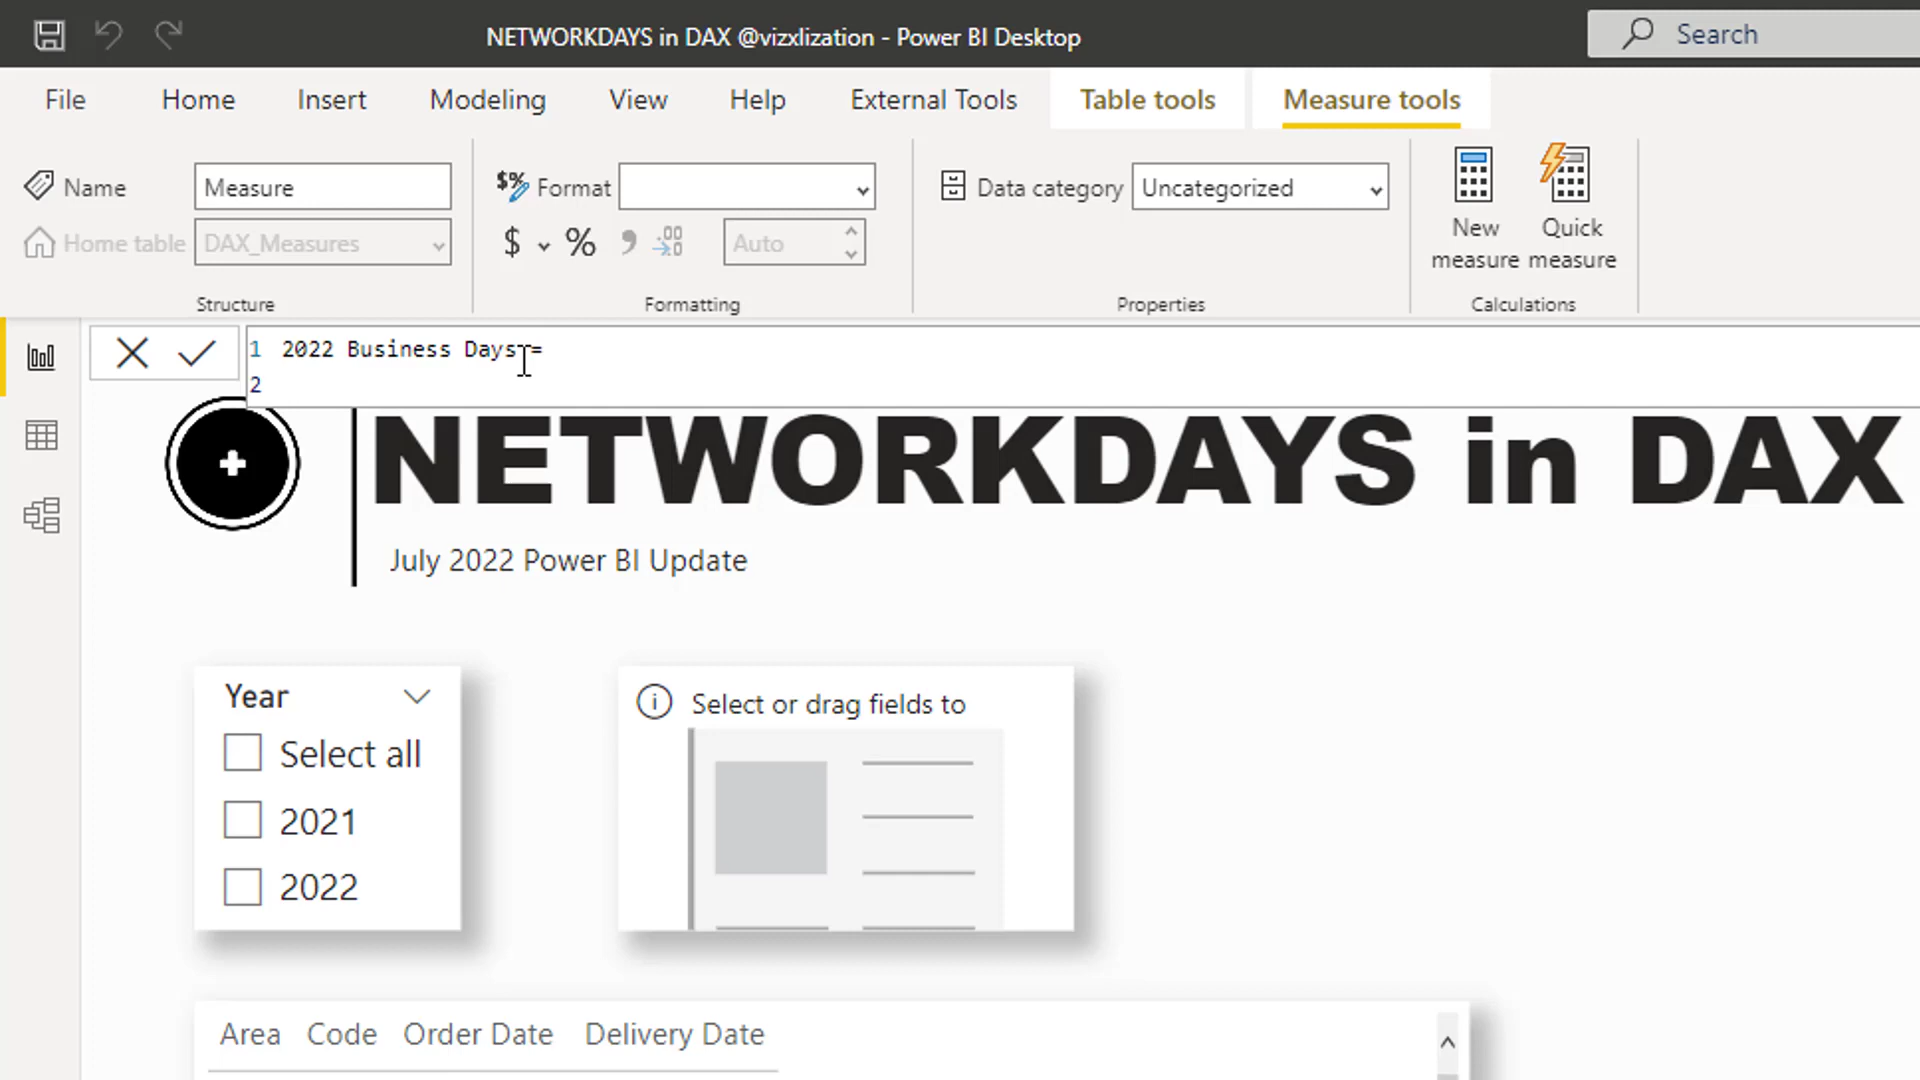 NETWORKDAYS in DAX @vizxlization - Power BI Desktop
Search
File Home Insert Modeling View Help External Tools Table tools Measure tools
Name Measure
Home table DAX_Measures
Structure
$% Format
$ % , .00
Auto
Formatting
Data category Uncategorized
Properties
New measure
Quick measure
Calculations
1 2022 Business Days =
2
NETWORKDAYS in DAX
July 2022 Power BI Update
Year
Select all
2021
2022
Select or drag fields to
Area Code Order Date Delivery Date